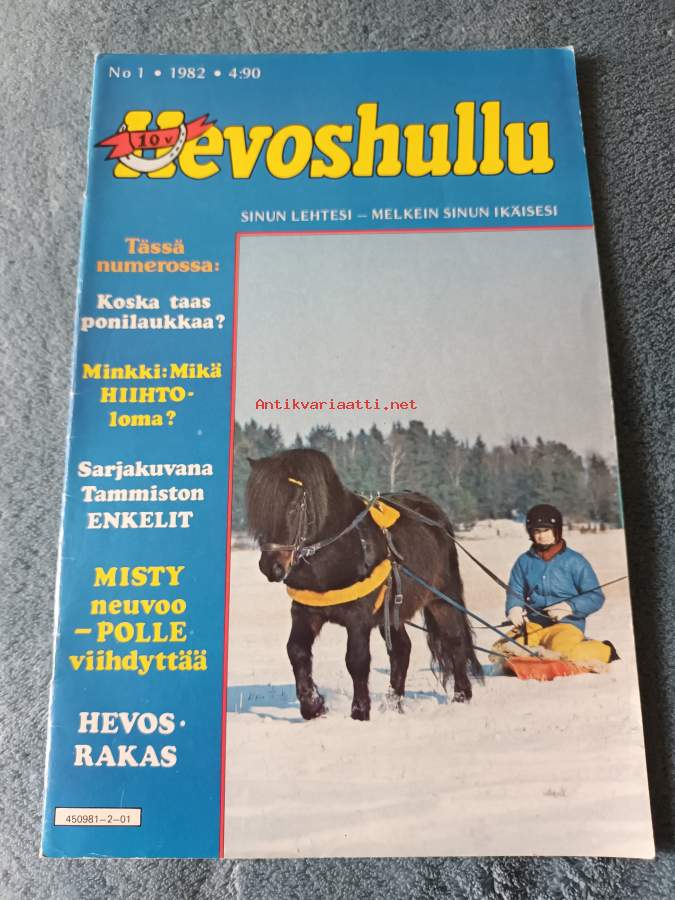 No 1 • 1982 • 4:90
10 v
Hevoshullu
SINUN LEHTESI – MELKEIN SINUN IKÄISESI
Tässä
numerossa:
Koska taas
ponilaukkaa?
Minkki: Mikä
HIIHTO-
loma?
Sarjakuvana
Tammiston
ENKELIT
MISTY
neuvoo
–POLLE
viihdyttää
HEVOS·
RAKAS
450981–2–01
Antikvariaatti.net